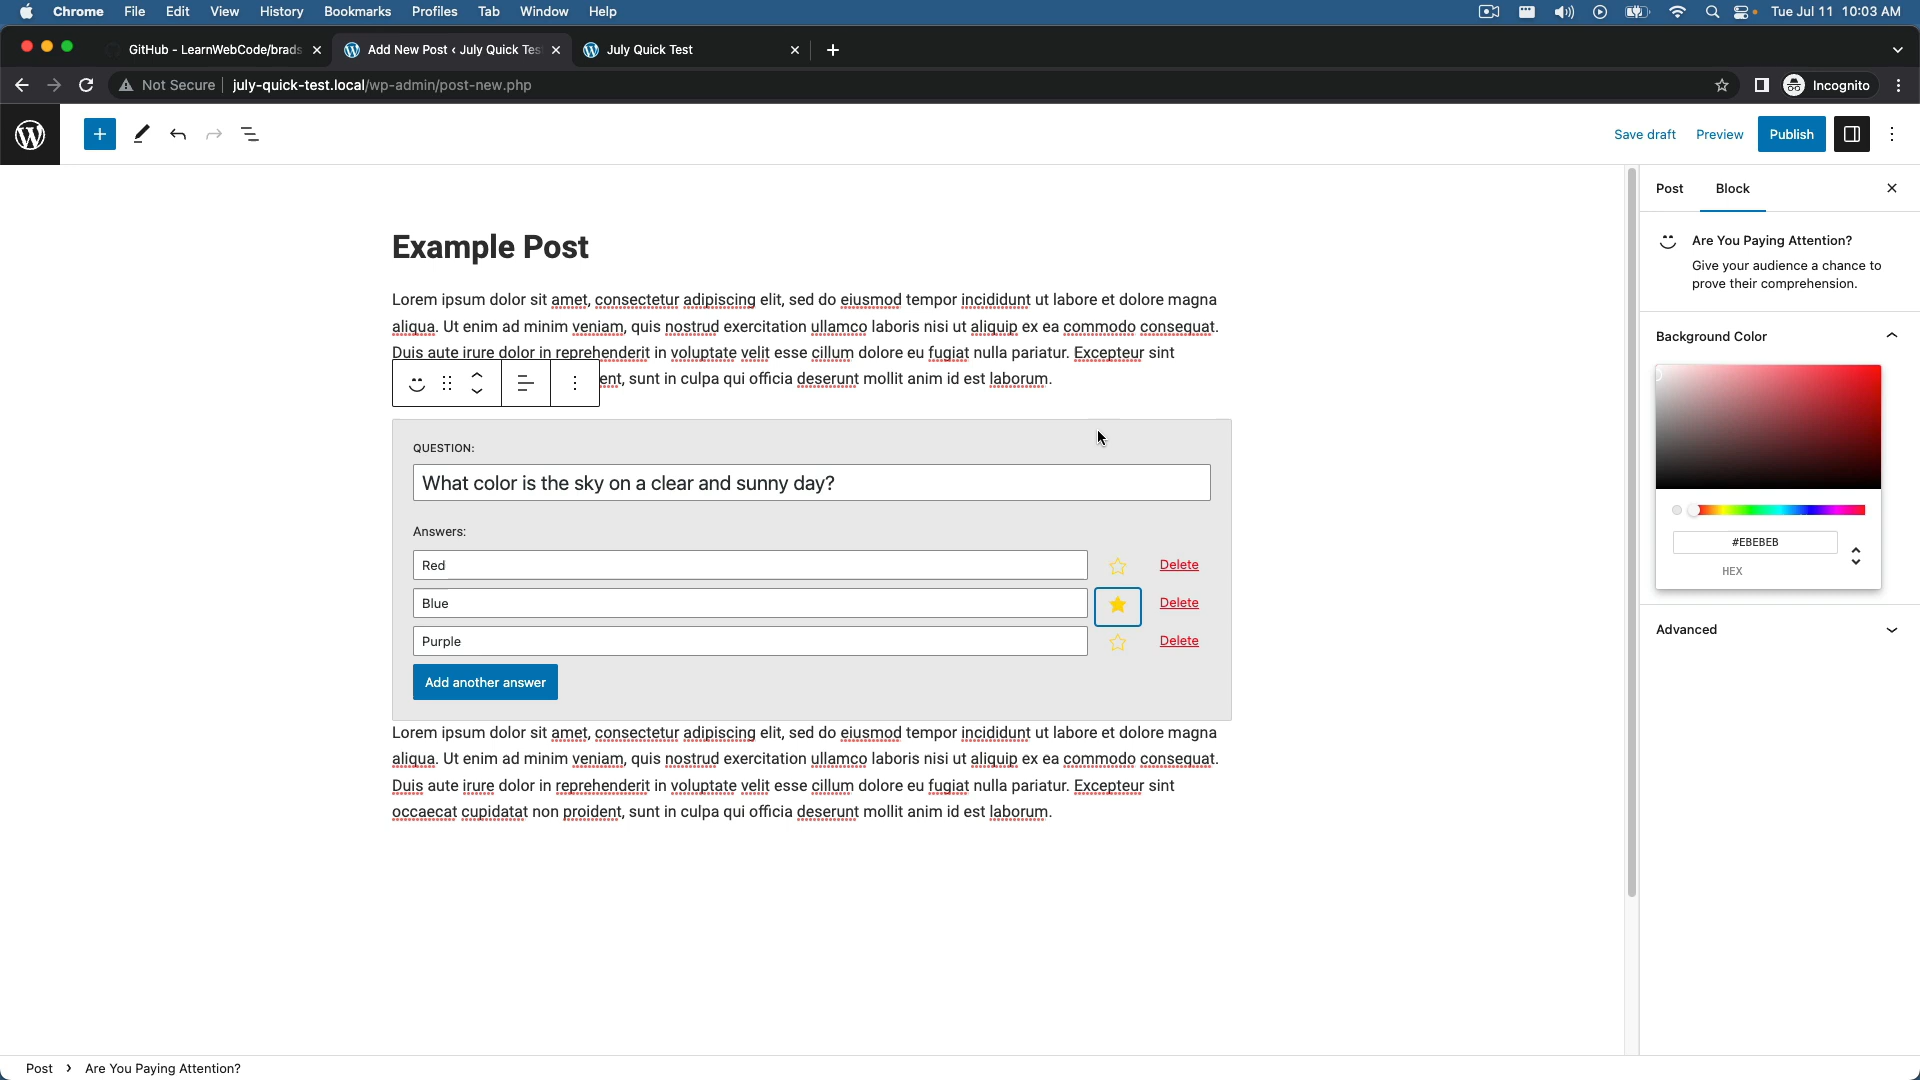 Chrome File Edit View History Bookmarks Profiles Tab Window Help Tue Jul 11 10:03 AM
GitHub - LearnWebCode/brads Add New Post ‹ July Quick Tes July Quick Test
Not Secure july-quick-test.local/wp-admin/post-new.php Incognito
Save draft Preview Publish
Post Block
Example Post
Are You Paying Attention?
Give your audience a chance to
prove their comprehension.
Lorem ipsum dolor sit amet, consectetur adipiscing elit, sed do eiusmod tempor incididunt ut labore et dolore magna
aliqua. Ut enim ad minim veniam, quis nostrud exercitation ullamco laboris nisi ut aliquip ex ea commodo consequat.
Duis aute irure dolor in reprehenderit in voluptate velit esse cillum dolore eu fugiat nulla pariatur. Excepteur sint
ent, sunt in culpa qui officia deserunt mollit anim id est laborum.
Background Color
#EBEBEB
HEX
Advanced
QUESTION:
What color is the sky on a clear and sunny day?
Answers:
Red Delete
Blue Delete
Purple Delete
Add another answer
Lorem ipsum dolor sit amet, consectetur adipiscing elit, sed do eiusmod tempor incididunt ut labore et dolore magna
aliqua. Ut enim ad minim veniam, quis nostrud exercitation ullamco laboris nisi ut aliquip ex ea commodo consequat.
Duis aute irure dolor in reprehenderit in voluptate velit esse cillum dolore eu fugiat nulla pariatur. Excepteur sint
occaecat cupidatat non proident, sunt in culpa qui officia deserunt mollit anim id est laborum.
Post › Are You Paying Attention?